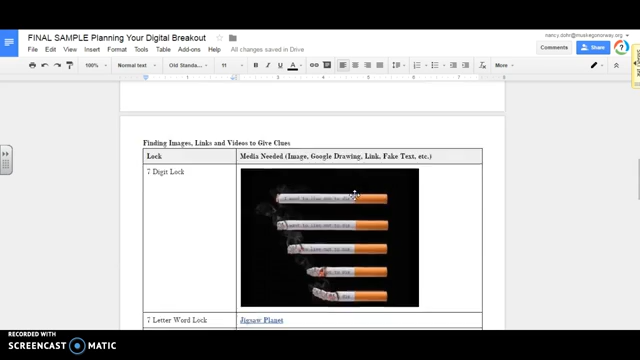 FINAL SAMPLE Planning Your Digital Breakout
nancy.dohr@muskegonorway.org
File Edit View Insert Format Tools Table Add-ons Help All changes saved in Drive
Comments
Share
100% Normal text Old Standa... 11 More
Finding Images, Links and Videos to Give Clues
Lock Media Needed (Image, Google Drawing, Link, Fake Text, etc.)
7 Digit Lock
7 Letter Word Lock Jigsaw Planet
RECORDED WITH
SCREENCAST MATIC